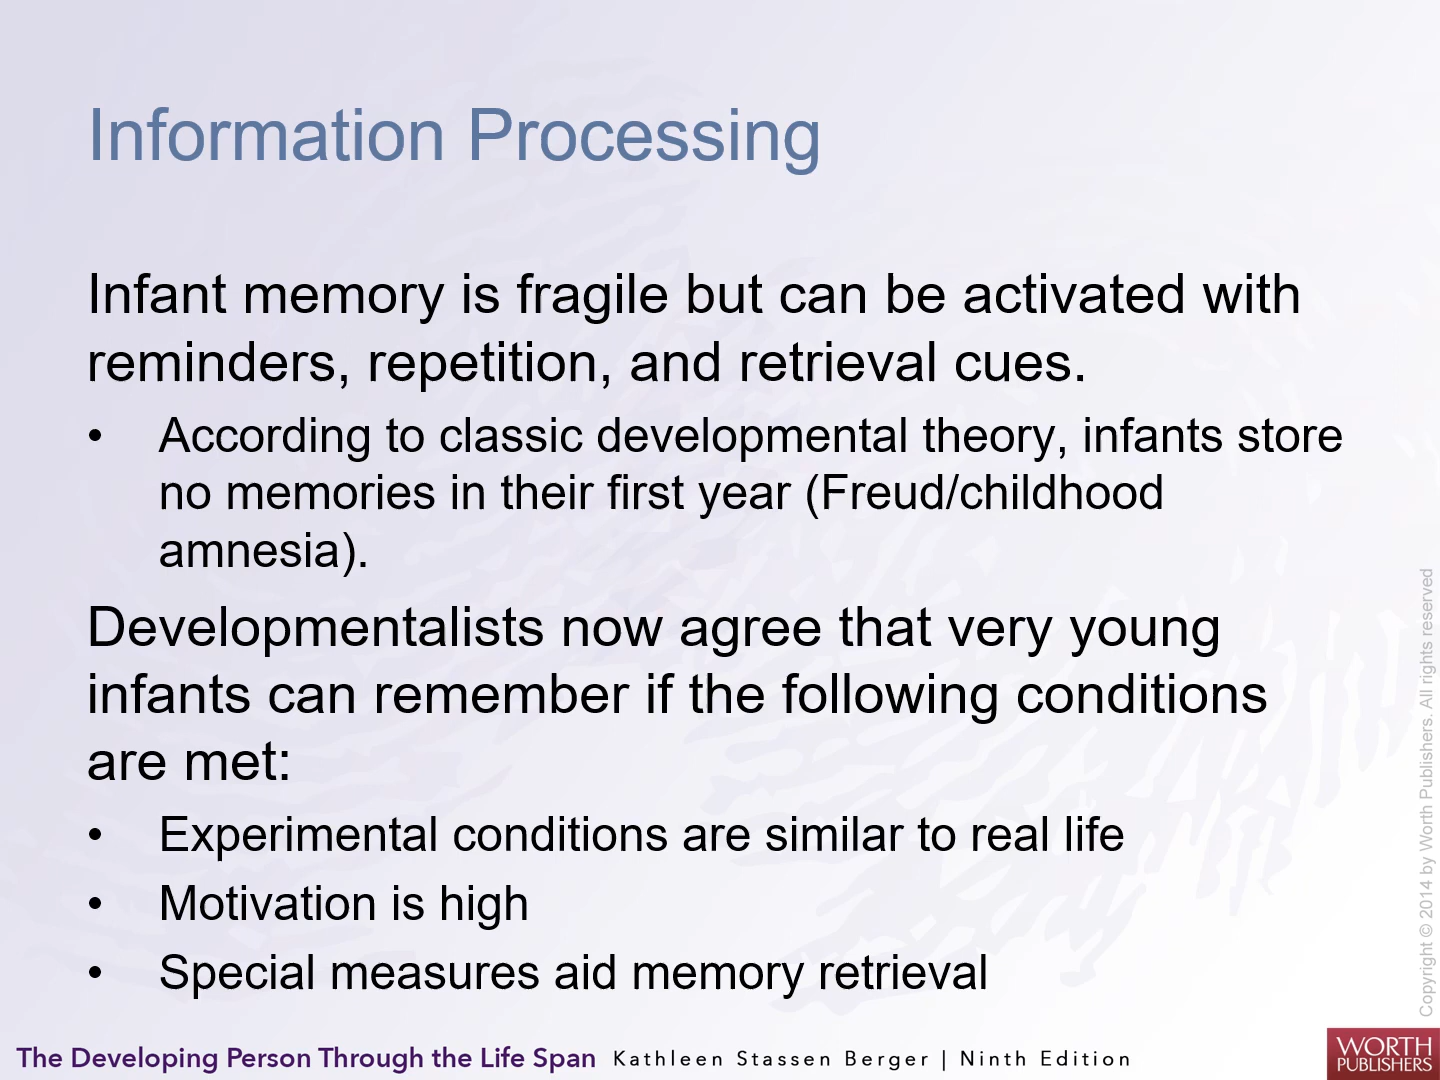 Information Processing
Infant memory is fragile but can be activated with
reminders, repetition, and retrieval cues.
• According to classic developmental theory, infants store
no memories in their first year (Freud/childhood
amnesia).
Developmentalists now agree that very young
infants can remember if the following conditions
are met:
• Experimental conditions are similar to real life
• Motivation is high
• Special measures aid memory retrieval
Copyright © 2014 by Worth Publishers. All rights reserved
The Developing Person Through the Life Span Kathleen Stassen Berger | Ninth Edition
WORTH
PUBLISHERS